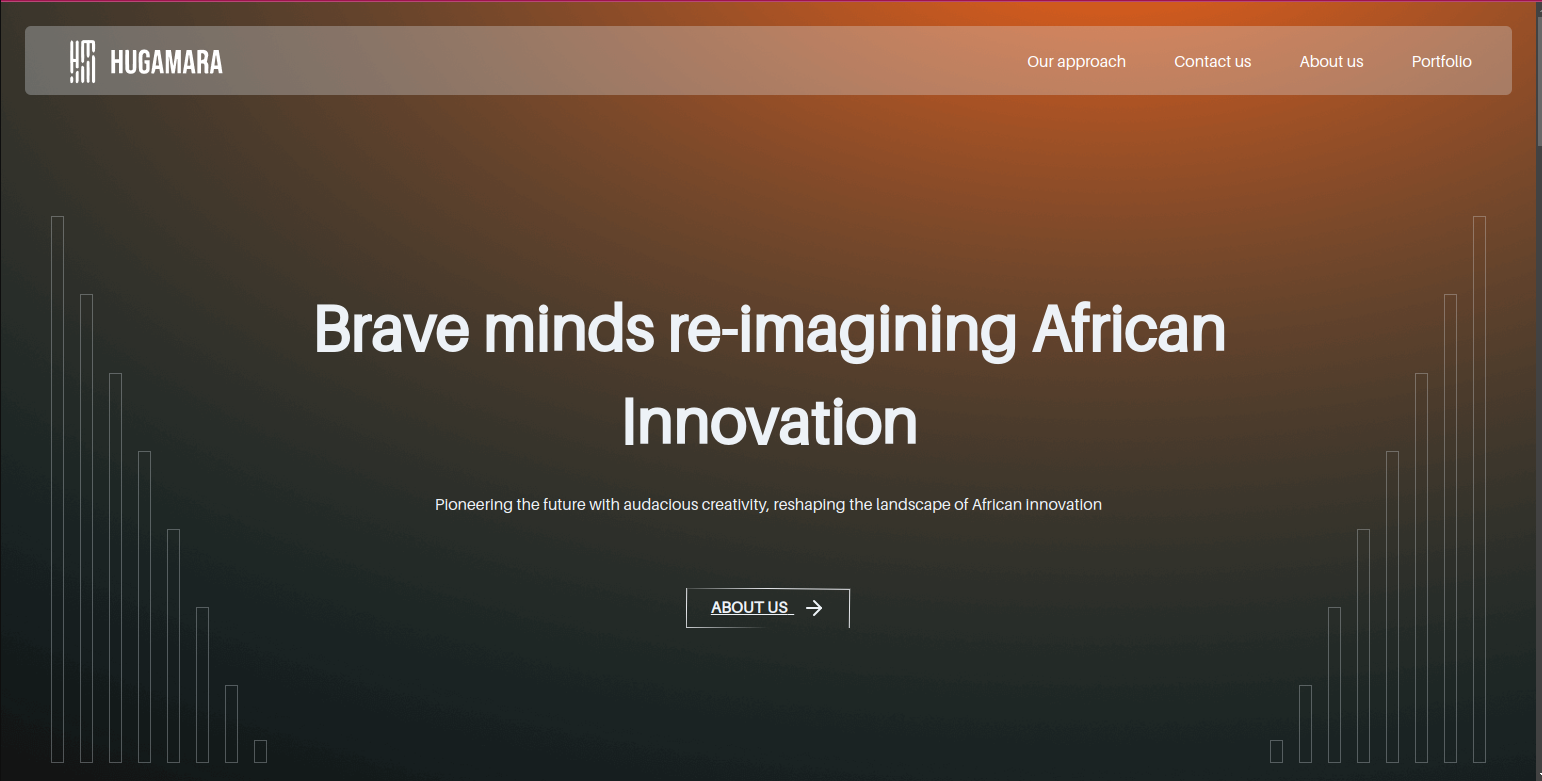 HUGAMARA
Our approach Contact us About us Portfolio
Brave minds re-imagining African
Innovation
Pioneering the future with audacious creativity, reshaping the landscape of African innovation
ABOUT US